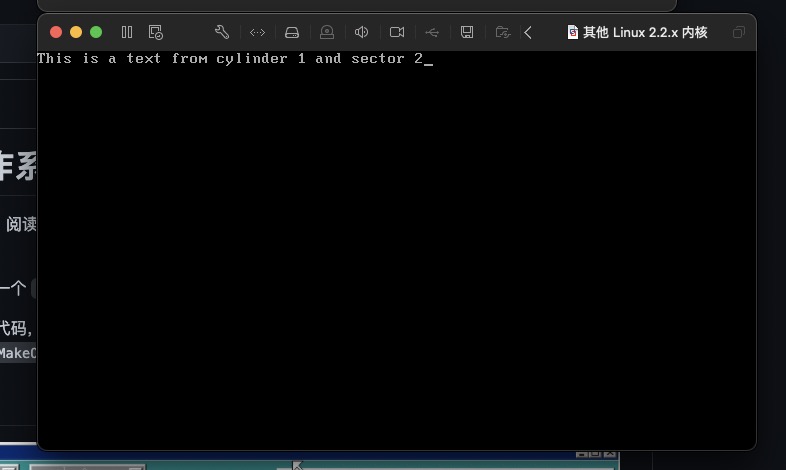 其他 Linux 2.2.x 内核
This is a text from cylinder 1 and sector 2_
作系
阅读
一个
代码,
MakeC